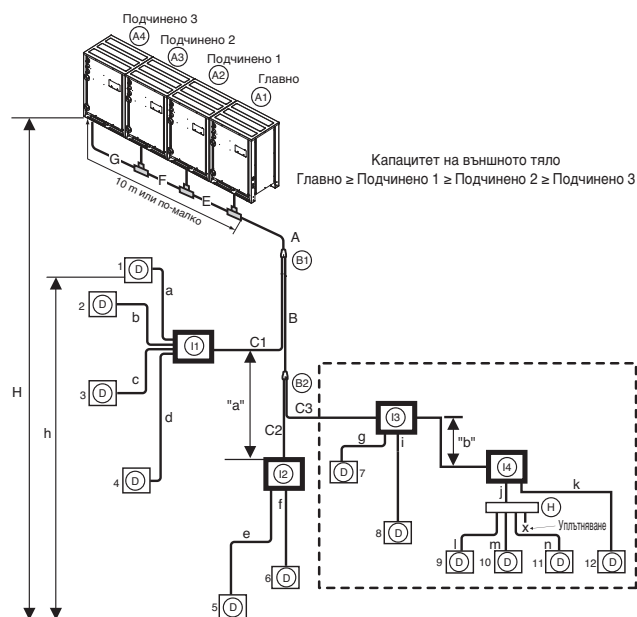 Подчинено 3
A4
Подчинено 2
A3
Подчинено 1
A2
Главно
A1
Капацитет на външното тяло
Главно ≥ Подчинено 1 ≥ Подчинено 2 ≥ Подчинено 3
G
F
E
10 m или по-малко
A
B1
1 D a
2 D b
I1
C1
B
H
h
"a"
B2
C3
3 D c
d
C2
I3
"b"
g
i
I4
4 D
I2
D 7
j
k
H
x
Уплътняване
e
f
8 D
l
m
n
9 D
10 D
11 D
12 D
6 D
5 D